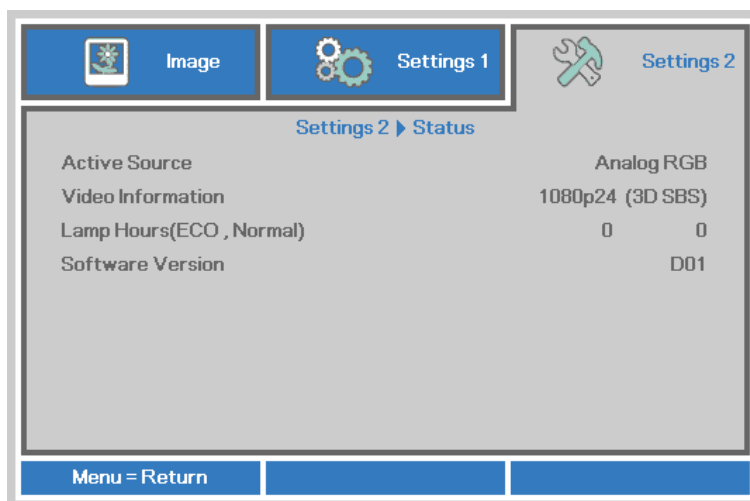 Image Settings 1 Settings 2
Settings 2 ▶ Status
Active Source Analog RGB
Video Information 1080p24 (3D SBS)
Lamp Hours(ECO , Normal) 0 0
Software Version D01
Menu = Return